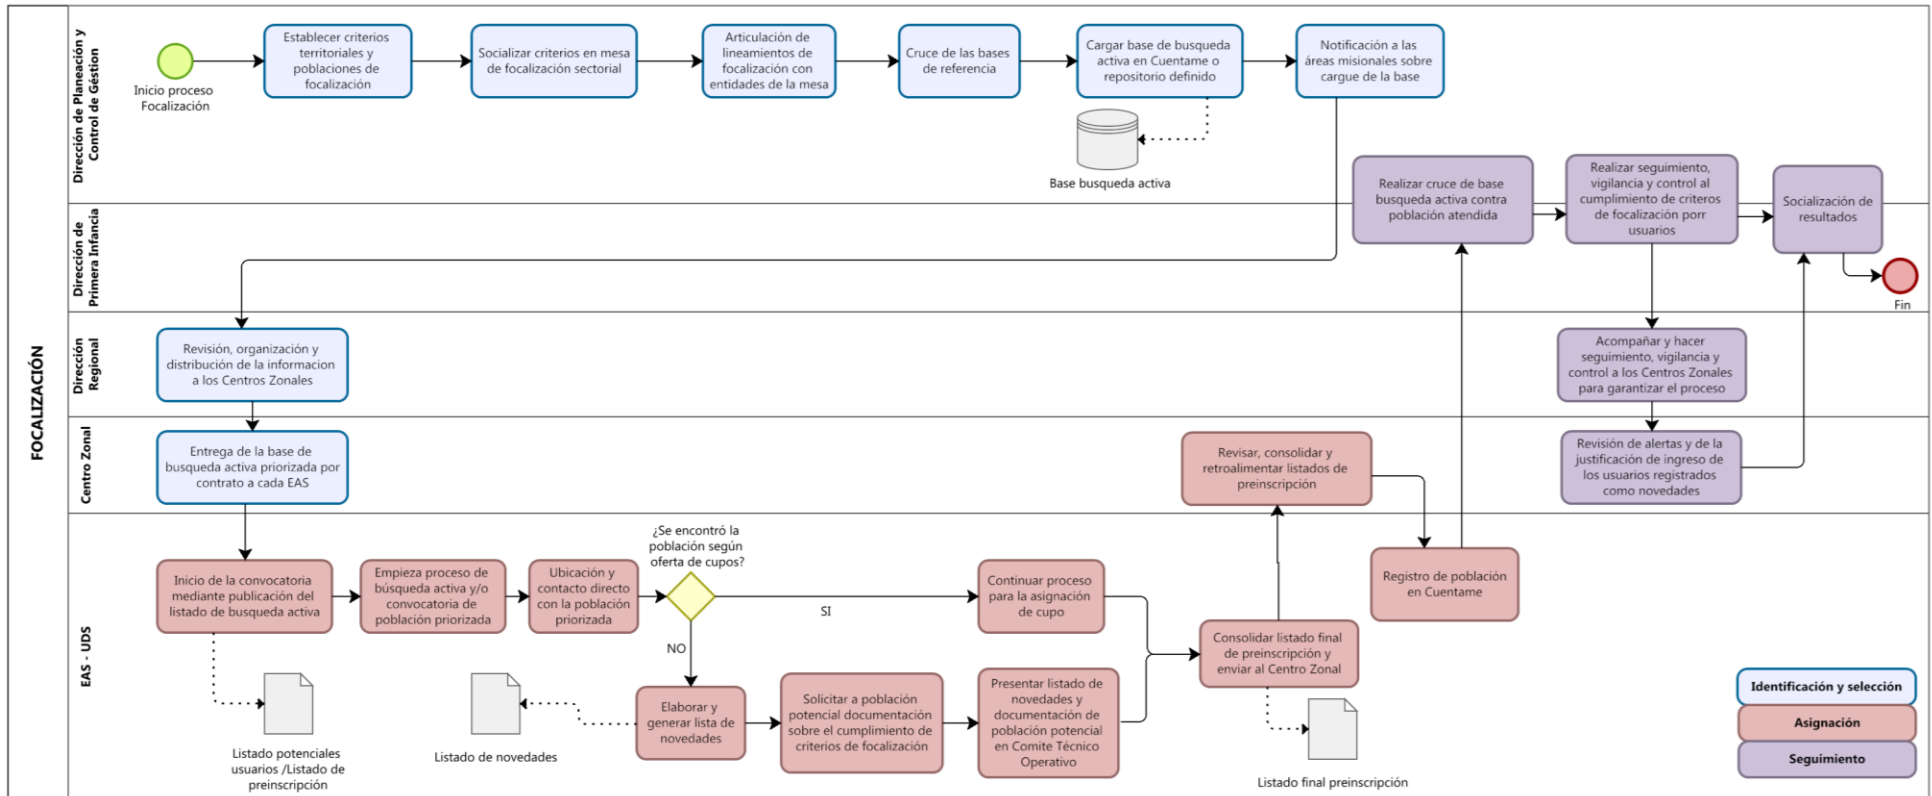 FOCALIZACIÓN
Dirección de Planeación y
Control de Géstion
Inicio proceso
Focalización
Establecer criterios
territoriales y
poblaciones de
focalización
Socializar criterios en mesa
de focalización sectorial
Articulación de
lineamientos de
focalización con
entidades de la mesa
Cruce de las bases
de referencia
Cargar base de busqueda
activa en Cuentame o
repositorio definido
Notificación a las
áreas misionales sobre
cargue de la base
Base busqueda activa
Realizar cruce de base
busqueda activa contra
población atendida
Realizar seguimiento,
vigilancia y control al
cumplimiento de criteros
de focalización porr
usuarios
Socialización de
resultados
Fin
Dirección de
Primera Infancia
Dirección
Regional
Revisión, organización y
distribución de la informacion
a los Centros Zonales
Acompañar y hacer
seguimiento, vigilancia y
control a los Centros Zonales
para garantizar el proceso
Centro Zonal
Entrega de la base de
busqueda activa priorizada por
contrato a cada EAS
Revisar, consolidar y
retroalimentar listados de
preinscripción
Revisión de alertas y de la
justificación de ingreso de
los usuarios registrados
como novedades
EAS - UDS
Inicio de la convocatoria
mediante publicación del
listado de busqueda activa
Empieza proceso de
búsqueda activa y/o
convocatoria de
población priorizada
Ubicación y
contacto directo
con la población
priorizada
¿Se encontró la
población según
oferta de cupos?
SI
NO
Continuar proceso
para la asignación
de cupo
Registro de población
en Cuentame
Consolidar listado final
de preinscripción y
enviar al Centro Zonal
Elaborar y
generar lista de
novedades
Solicitar a población
potencial documentación
sobre el cumplimiento de
criterios de focalización
Presentar listado de
novedades y
documentación de
población potencial
en Comite Técnico
Operativo
Listado potenciales
usuarios /Listado de
preinscripción
Listado de novedades
Listado final preinscripción
Identificación y selección
Asignación
Seguimiento